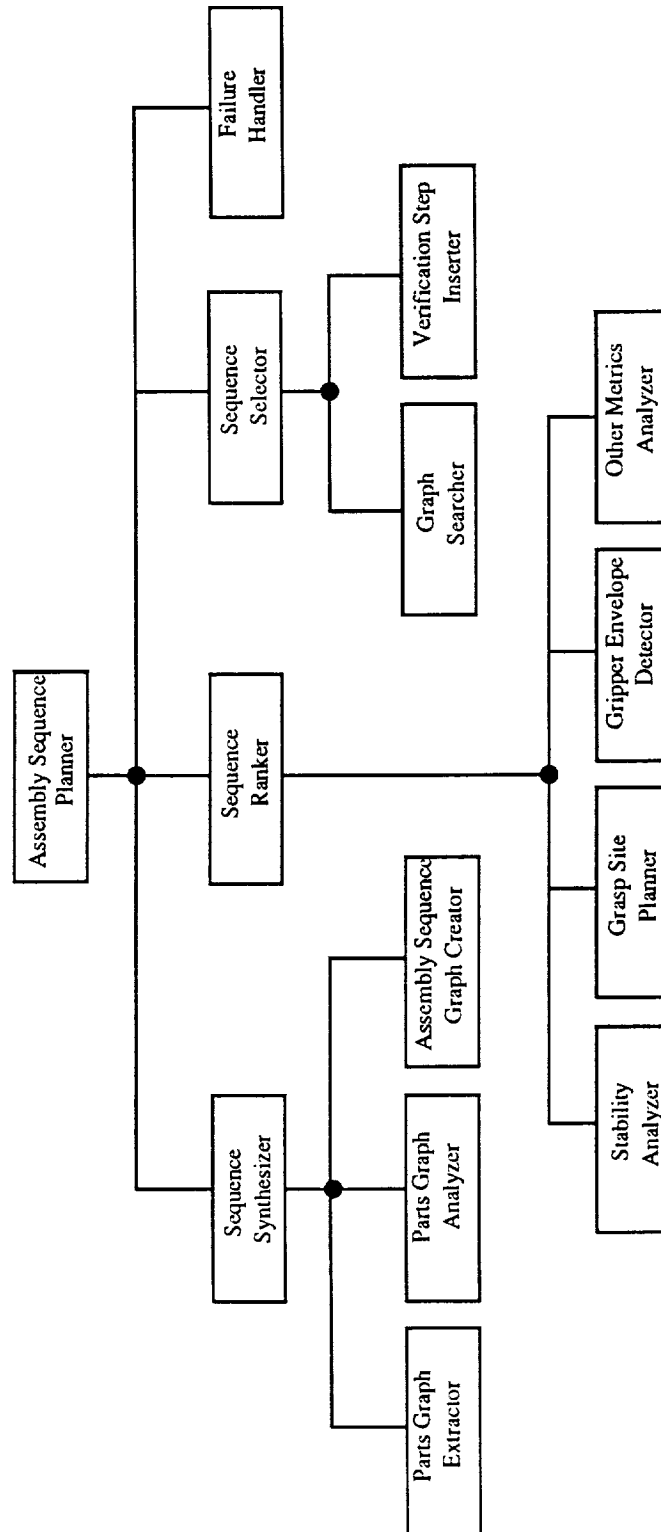 Assembly Sequence
Planner
Sequence
Synthesizer
Sequence
Ranker
Sequence
Selector
Failure
Handler
Parts Graph
Extractor
Parts Graph
Analyzer
Assembly Sequence
Graph Creator
Graph
Searcher
Verification Step
Inserter
Stability
Analyzer
Grasp Site
Planner
Gripper Envelope
Detector
Other Metrics
Analyzer